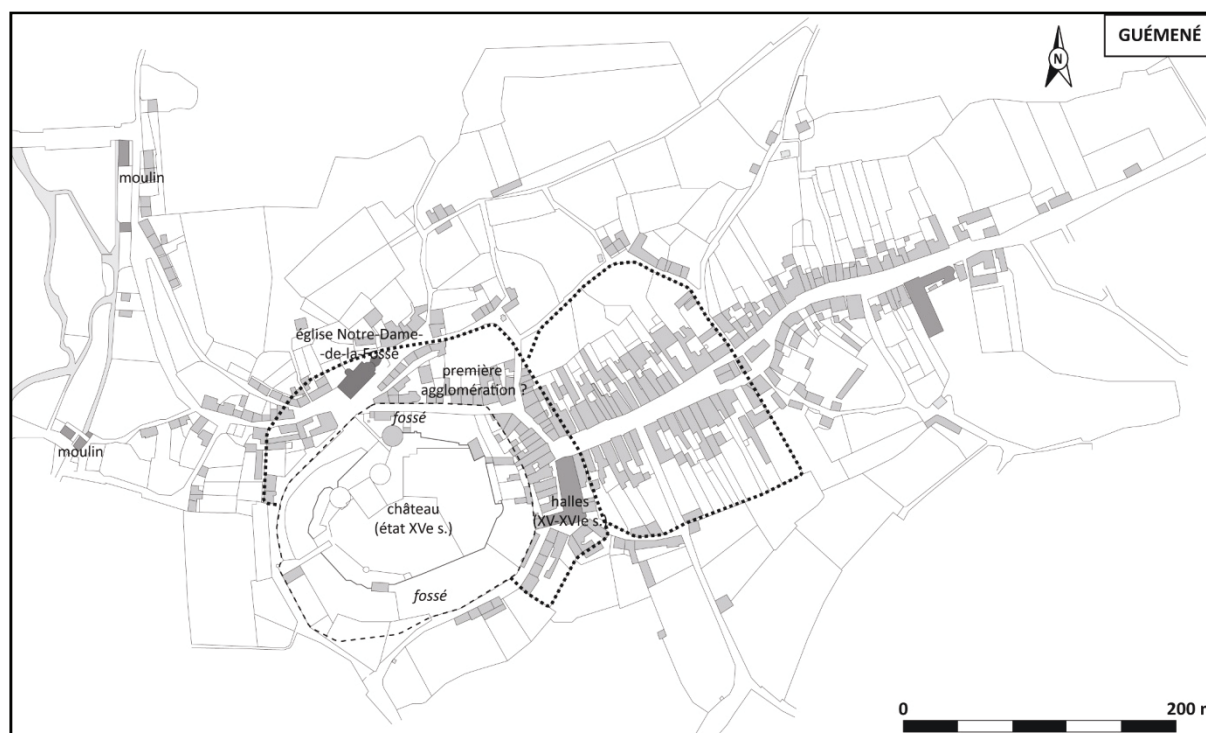 GUÉMENÉ
N
moulin
église Notre-Dame-
-de-la-Fosse
première
agglomération ?
fossé
moulin
château
(état XVe s.)
halles
(XV-XVIe s.)
fossé
0 200 m